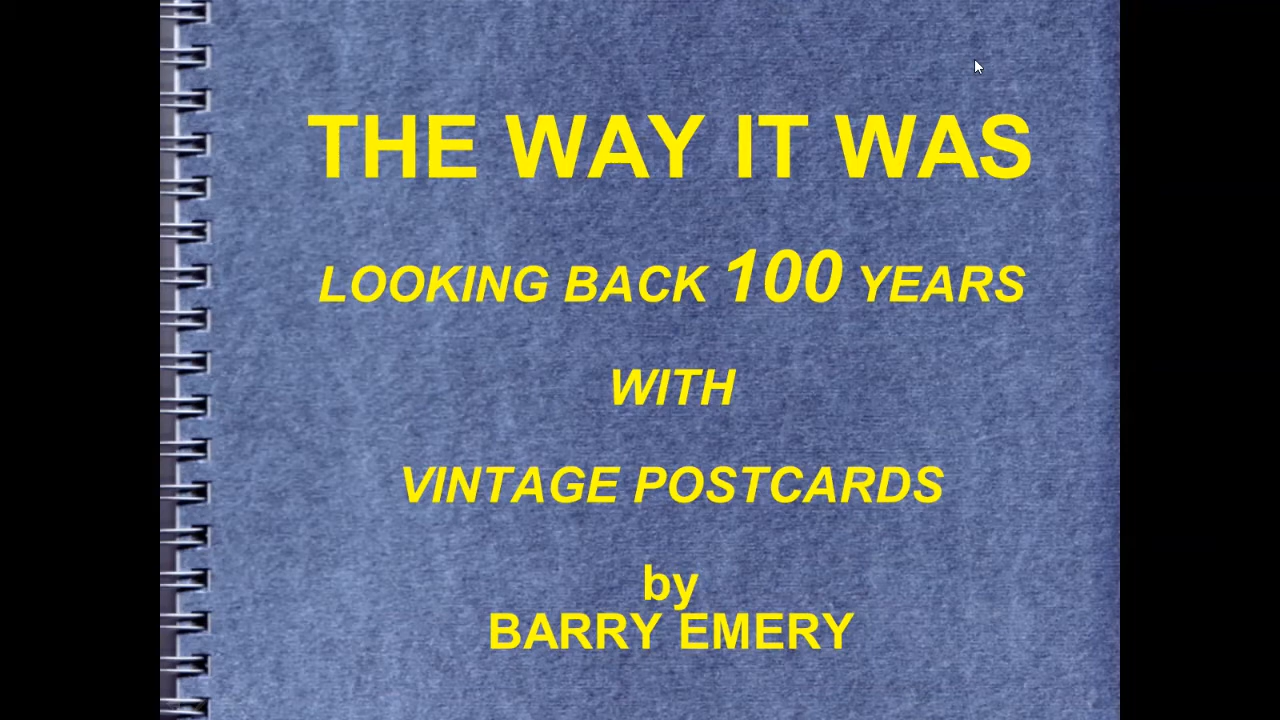 THE WAY IT WAS
LOOKING BACK 100 YEARS
WITH
VINTAGE POSTCARDS
by
BARRY EMERY